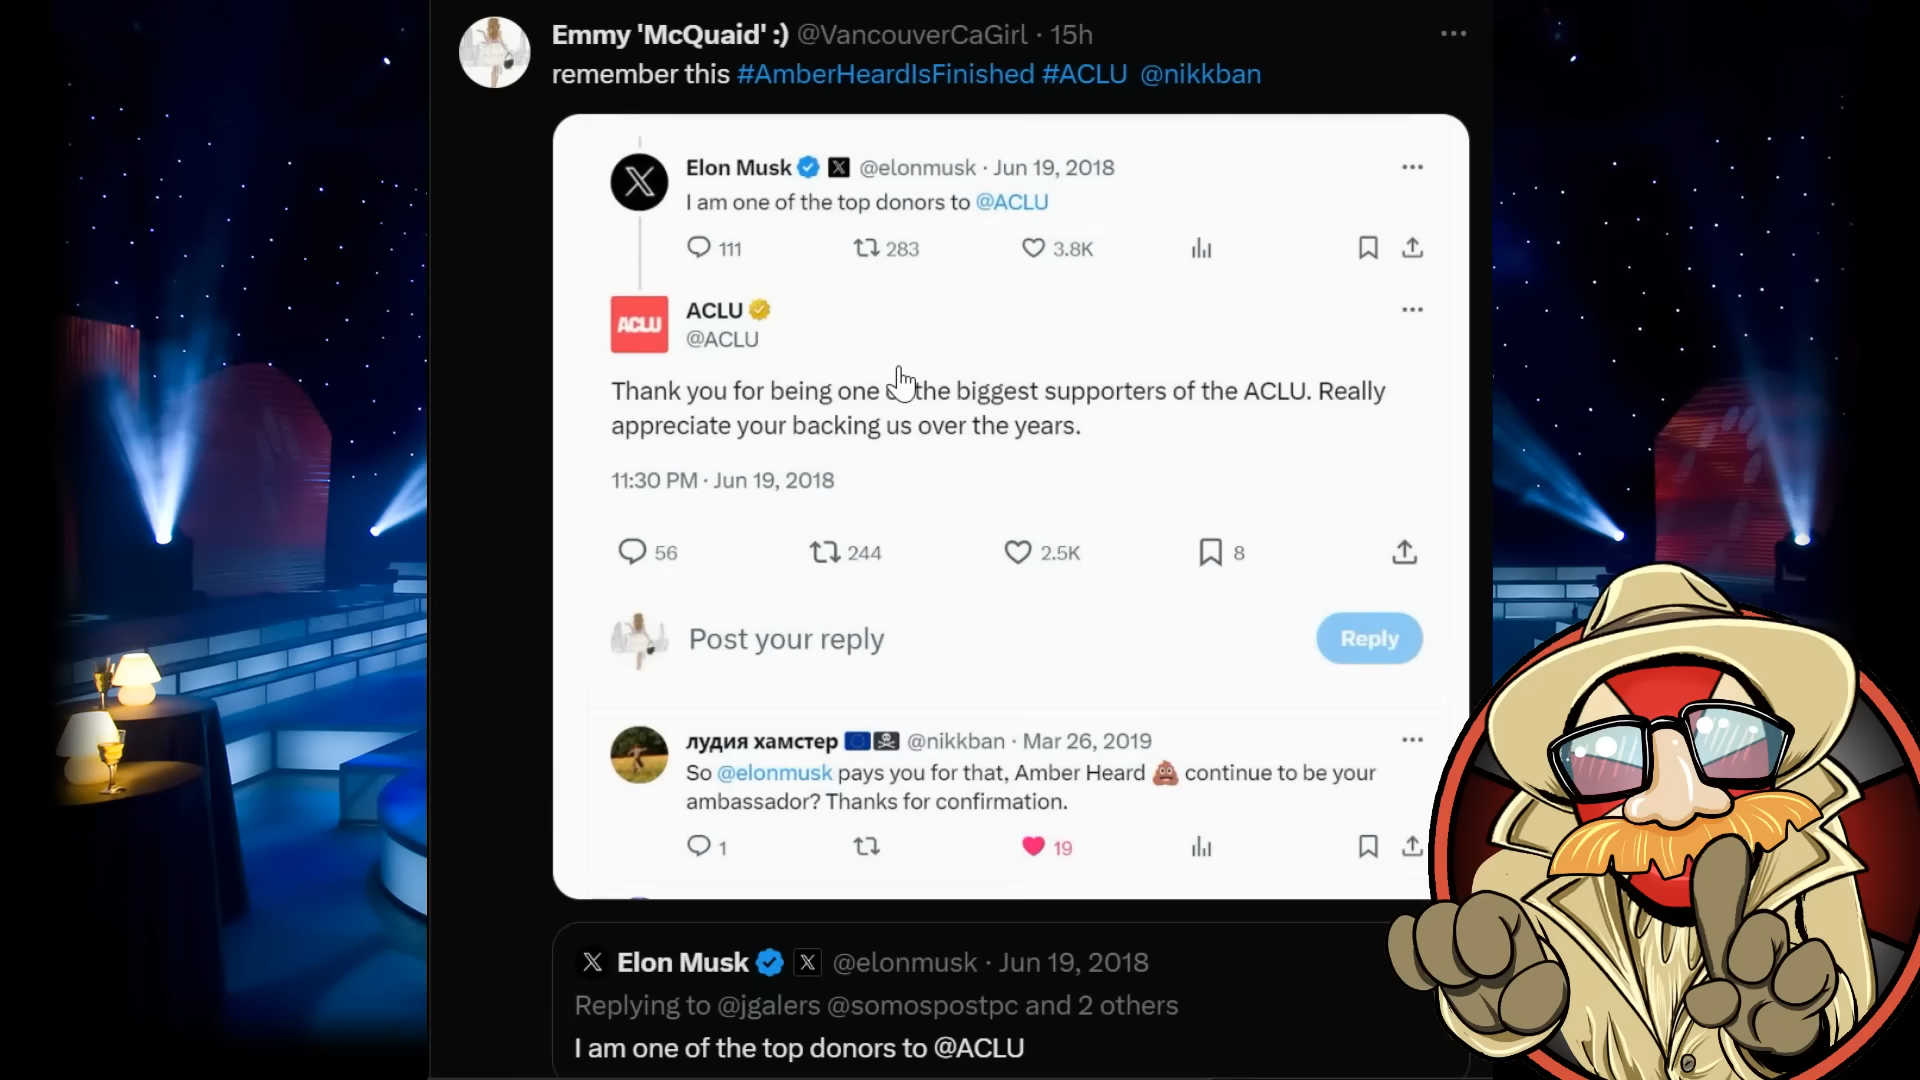 Emmy 'McQuaid' :) @VancouverCaGirl · 15h
remember this #AmberHeardIsFinished #ACLU @nikkban
Elon Musk @elonmusk · Jun 19, 2018
I am one of the top donors to @ACLU
111 283 3.8K
ACLU
ACLU
@ACLU
Thank you for being one the biggest supporters of the ACLU. Really
appreciate your backing us over the years.
11:30 PM · Jun 19, 2018
56 244 2.5K 8
Post your reply
Reply
лудия хамстер @nikkban · Mar 26, 2019
So @elonmusk pays you for that, Amber Heard 💩 continue to be your
ambassador? Thanks for confirmation.
1 19
Elon Musk @elonmusk · Jun 19, 2018
Replying to @jgalers @somospostpc and 2 others
I am one of the top donors to @ACLU